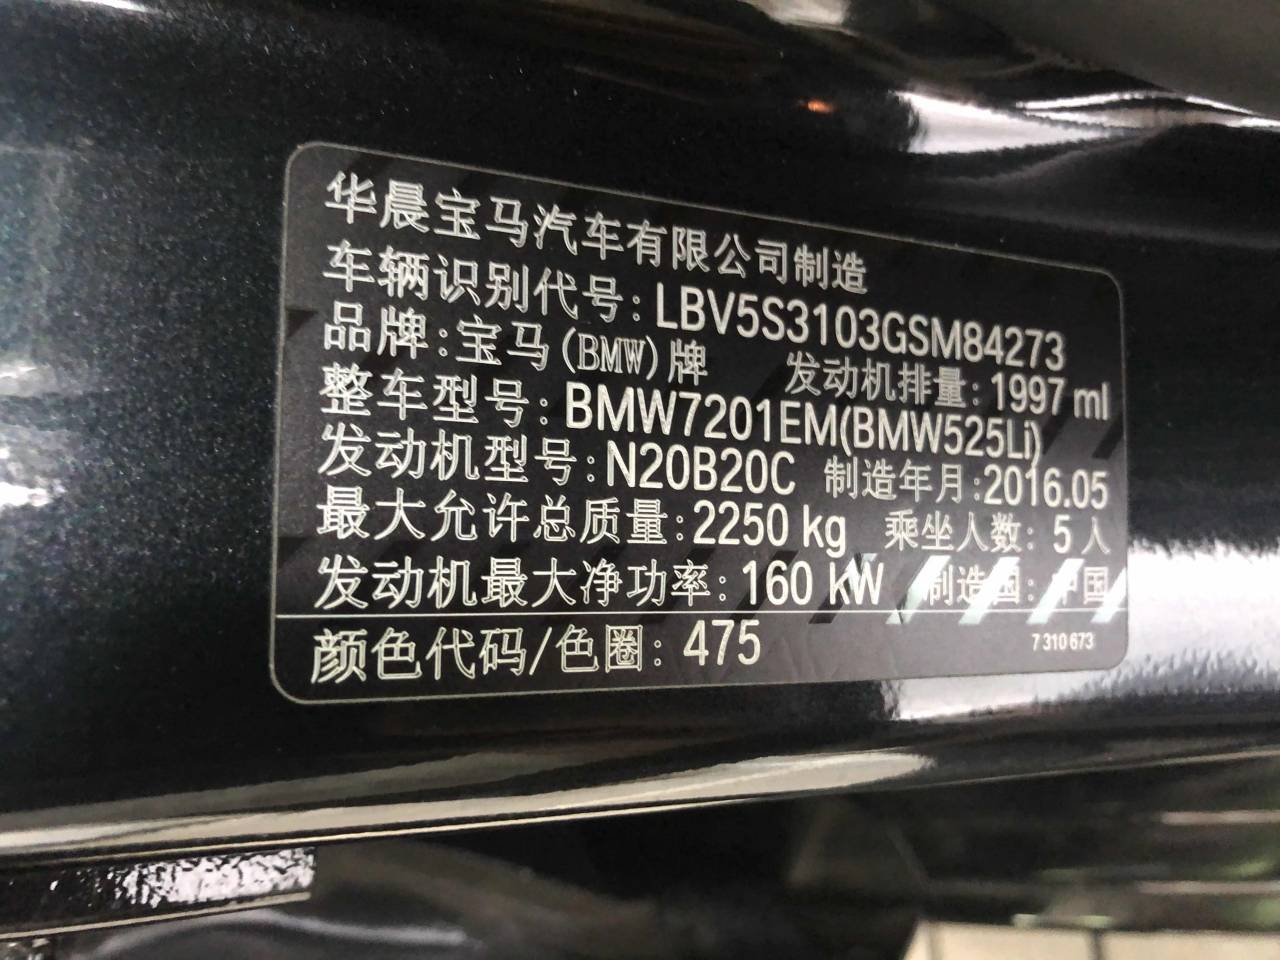 华晨宝马汽车有限公司制造
车辆识别代号: LBV5S3103GSM84273
品牌: 宝马(BMW)牌 发动机排量: 1997 ml
整车型号: BMW7201EM(BMW525Li)
发动机型号: N20B20C 制造年月: 2016.05
最大允许总质量: 2250 kg 乘坐人数: 5 人
发动机最大净功率: 160 kW 制造国: 中国
颜色代码/色圈: 475
7 310 673